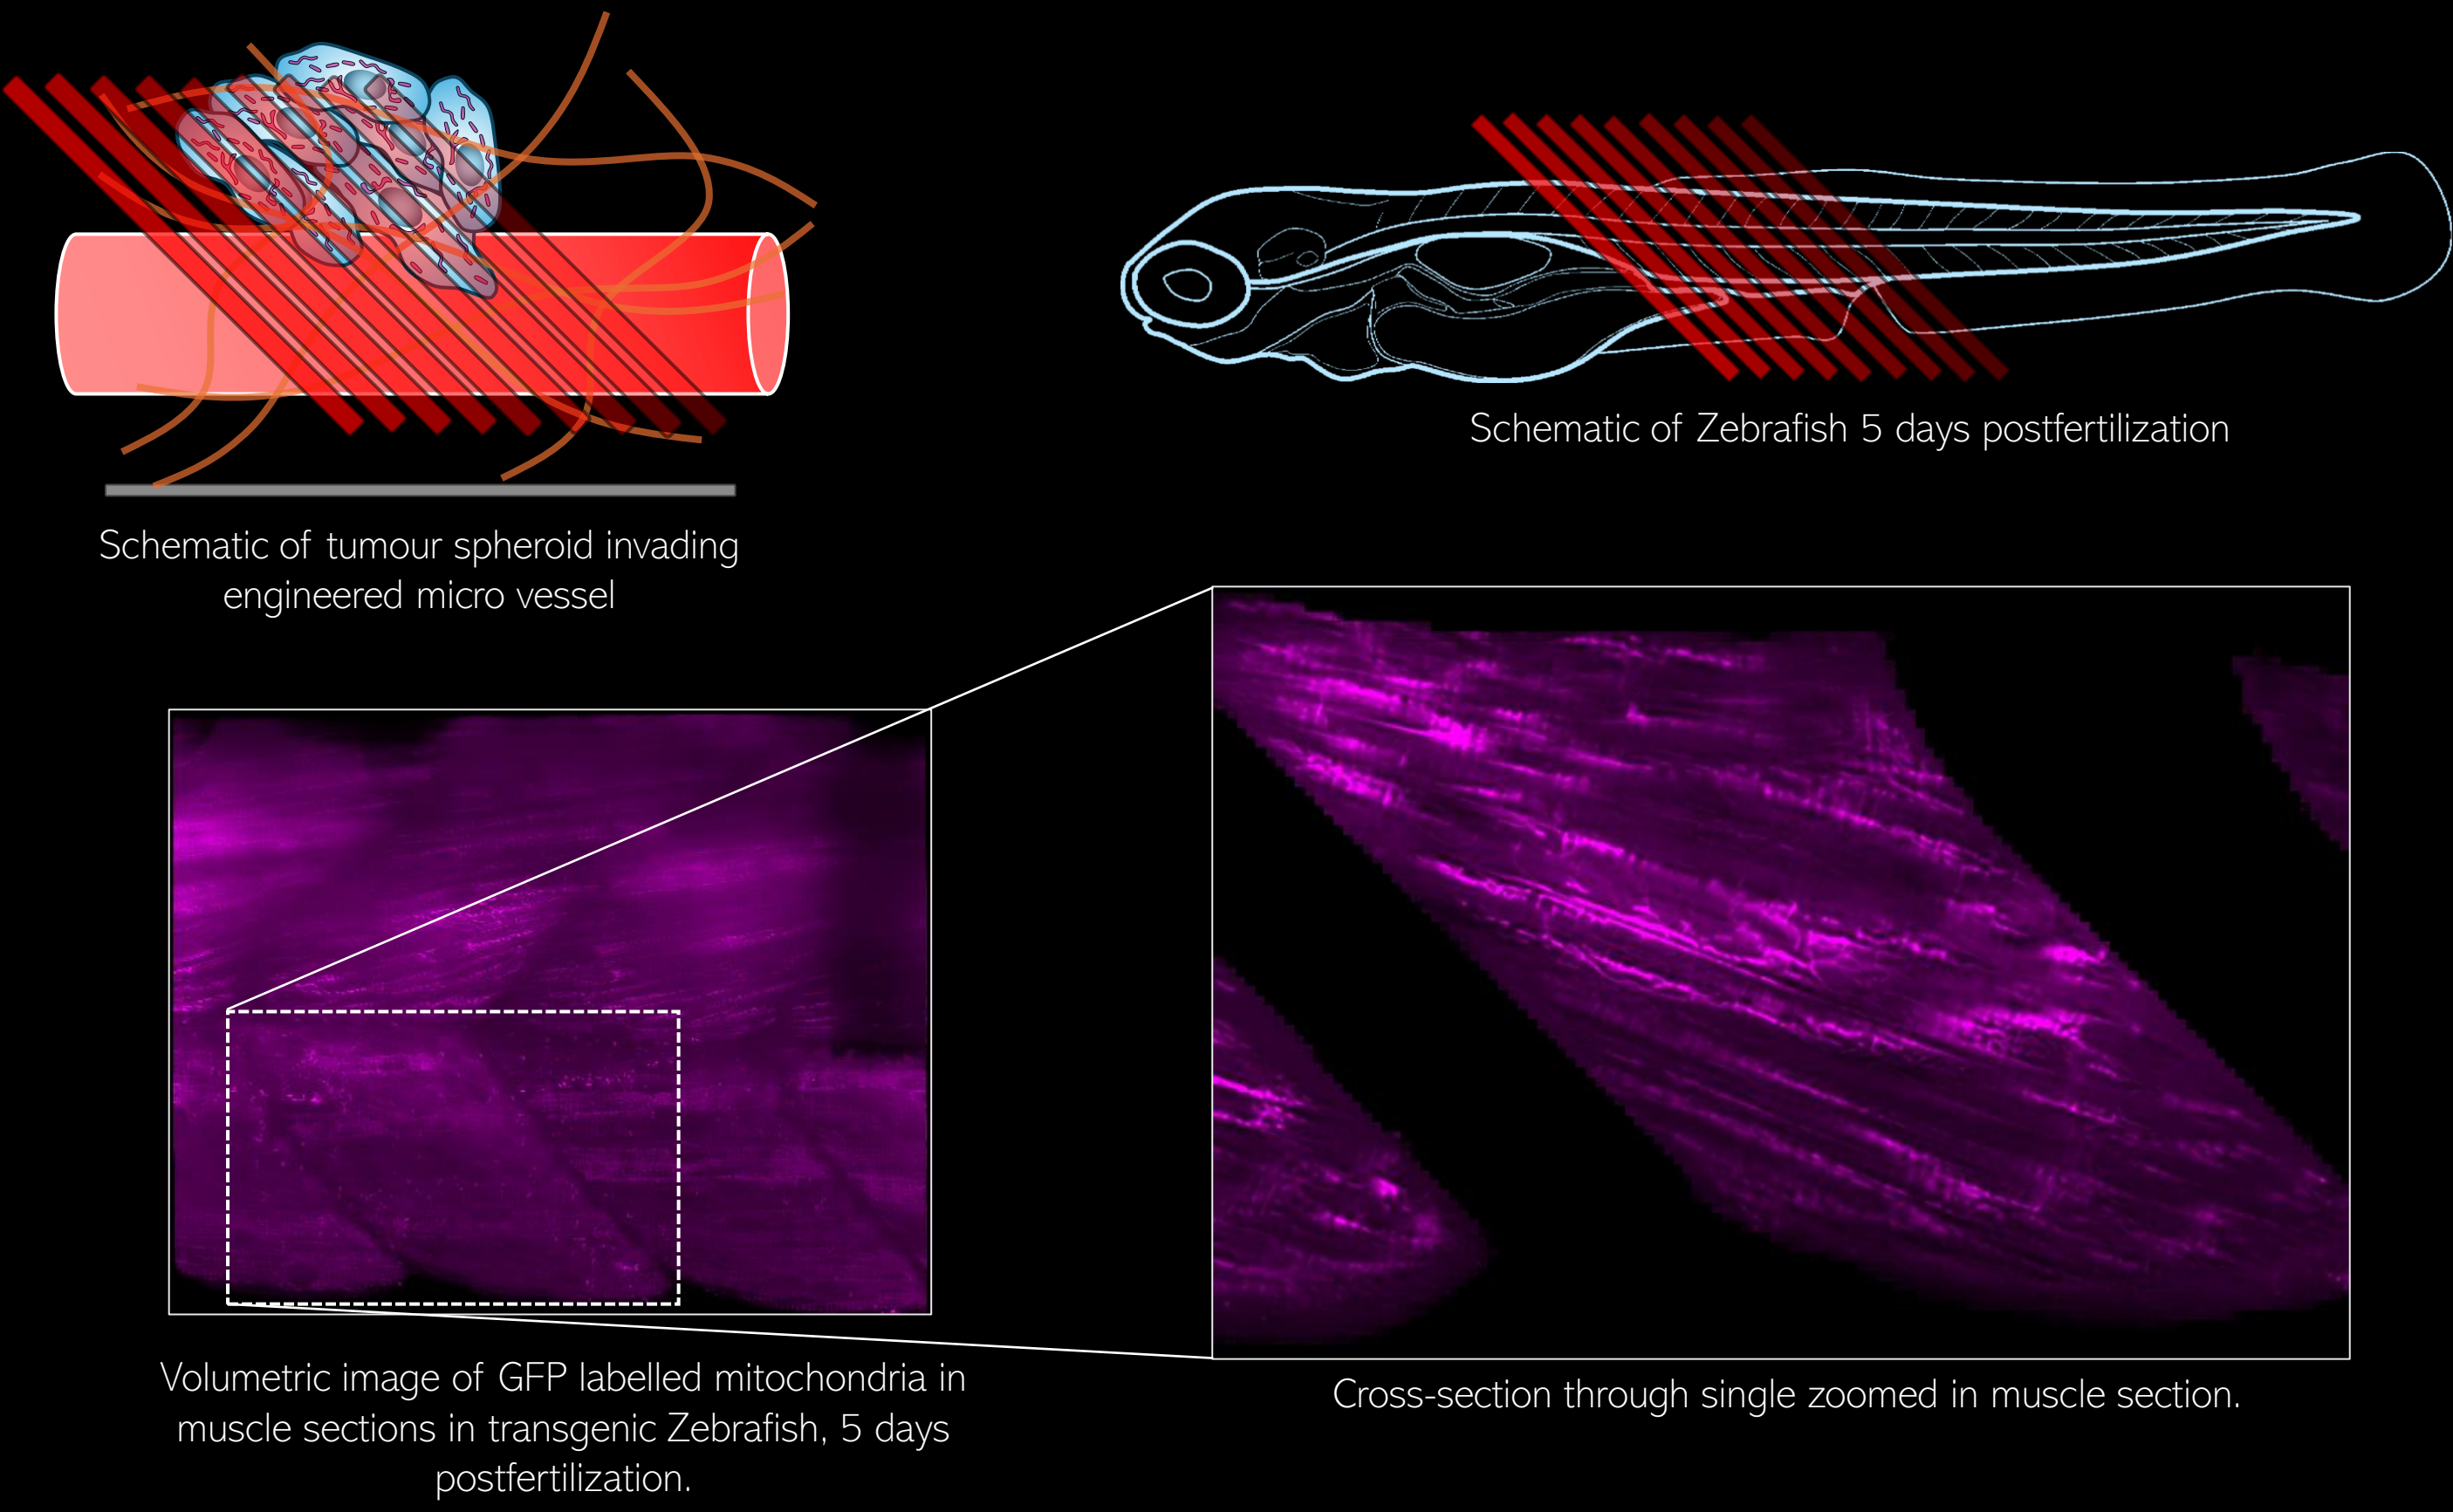 Schematic of Zebrafish 5 days postfertilization
Schematic of tumour spheroid invading
engineered micro vessel
Volumetric image of GFP labelled mitochondria in
muscle sections in transgenic Zebrafish, 5 days
postfertilization.
Cross-section through single zoomed in muscle section.